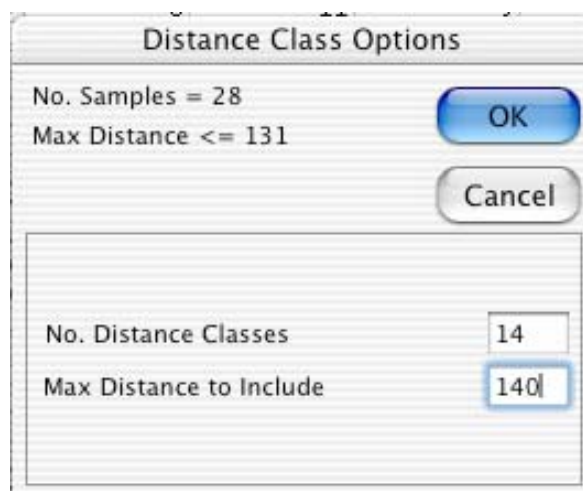 Distance Class Options
No. Samples = 28
Max Distance <= 131
OK
Cancel
No. Distance Classes 14
Max Distance to Include 140